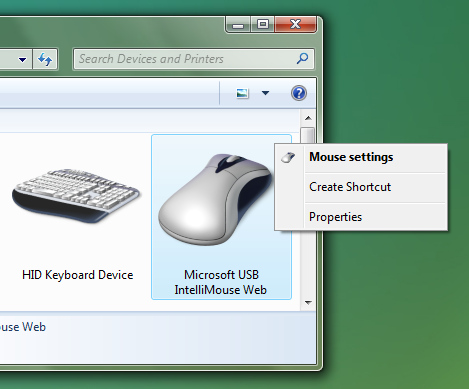 Search Devices and Printers
Mouse settings
Create Shortcut
Properties
HID Keyboard Device
Microsoft USB
IntelliMouse Web
ouse Web